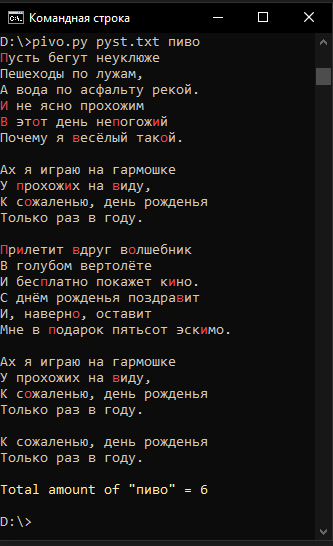 Командная строка
D:\>pivo.py pyst.txt пиво
Пусть бегут неуклюже
Пешеходы по лужам,
А вода по асфальту рекой.
И не ясно прохожим
В этот день непогожий
Почему я весёлый такой.
Ах я играю на гармошке
У прохожих на виду,
К сожаленью, день рожденья
Только раз в году.
Прилетит вдруг волшебник
В голубом вертолёте
И бесплатно покажет кино.
С днём рожденья поздравит
И, наверно, оставит
Мне в подарок пятьсот эскимо.
Ах я играю на гармошке
У прохожих на виду,
К сожаленью, день рожденья
Только раз в году.
К сожаленью, день рожденья
Только раз в году.
Total amount of "пиво" = 6
D:\>